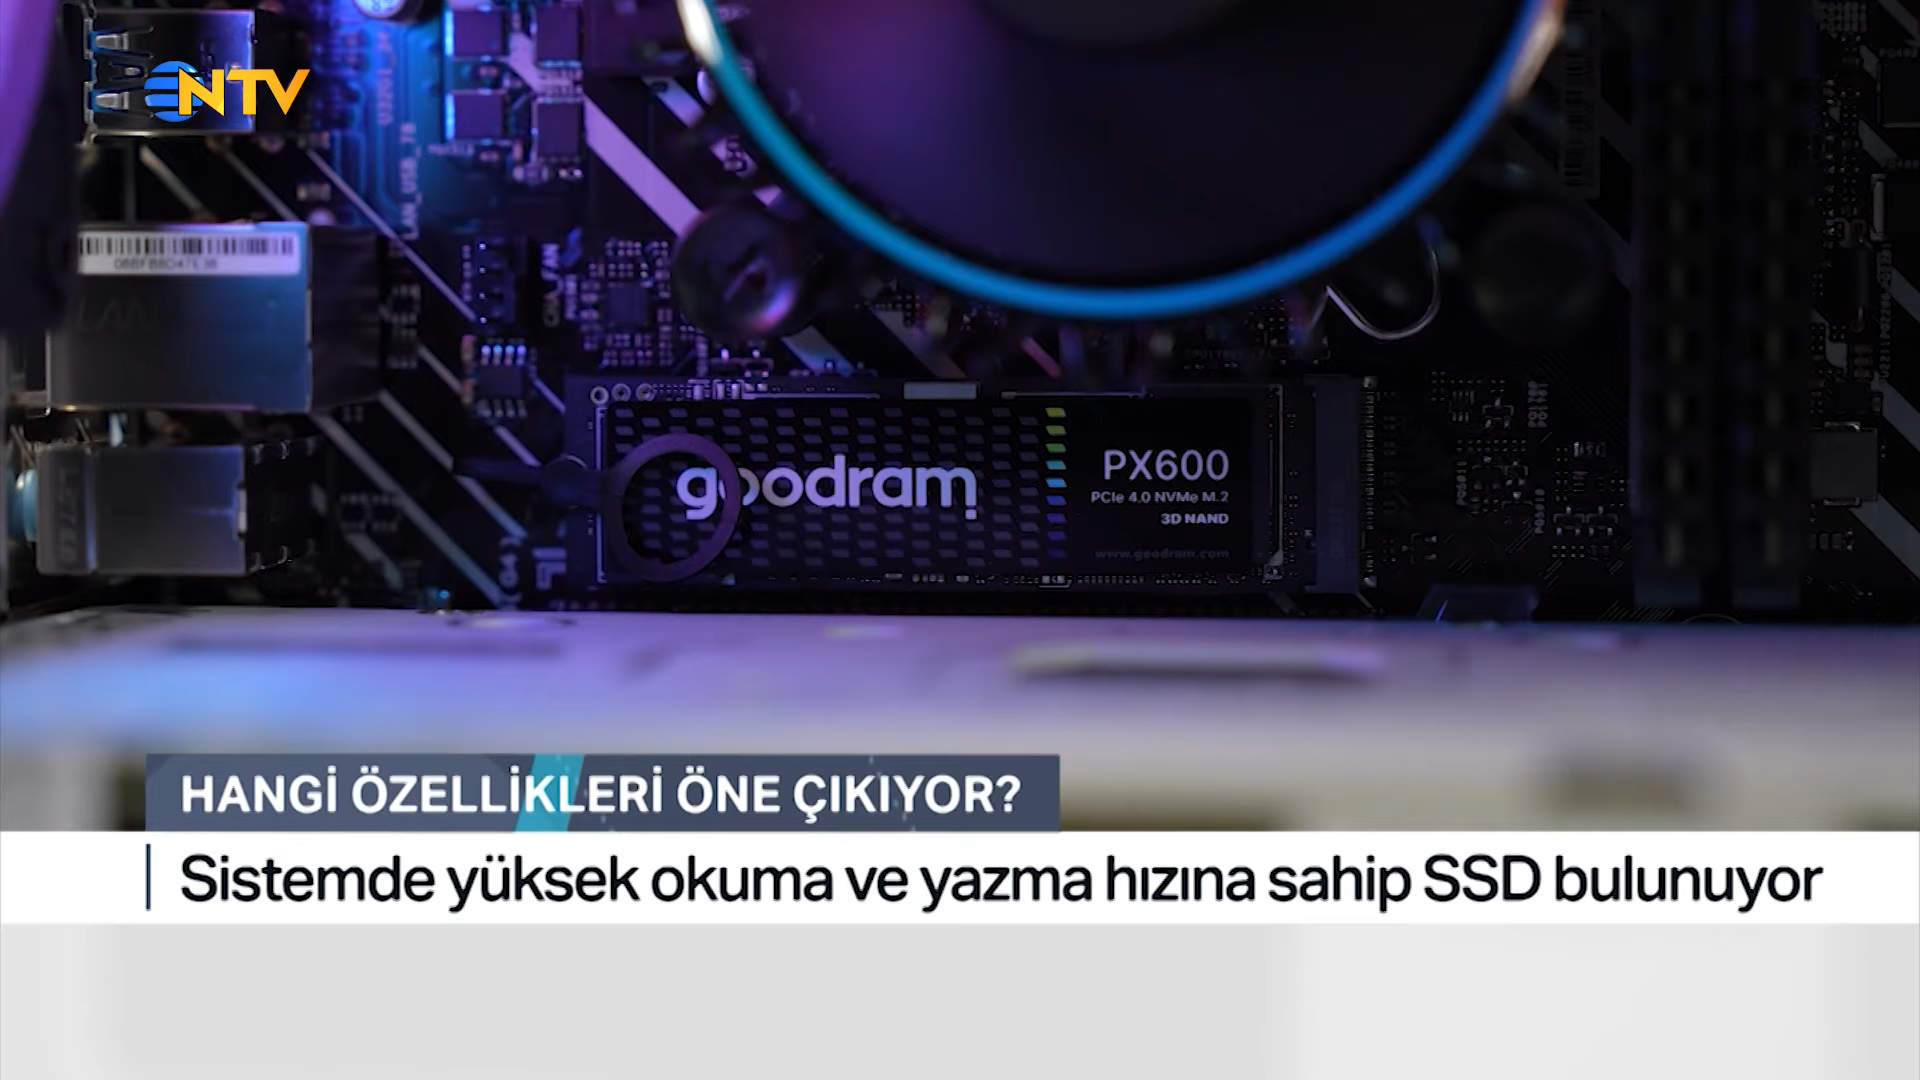 NTV
LAN_USB_78
goodram
PX600
PCIe 4.0 NVMe M.2
3D NAND
www.goodram.com
HANGİ ÖZELLİKLERİ ÖNE ÇIKIYOR?
Sistemde yüksek okuma ve yazma hızına sahip SSD bulunuyor